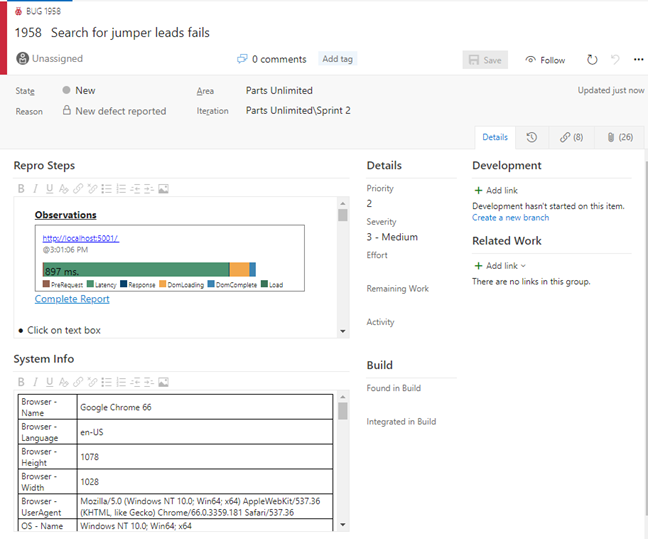 BUG 1958
1958 Search for jumper leads fails
Unassigned
0 comments
Add tag
Save
Follow
State
New
Area
Parts Unlimited
Updated just now
Reason
New defect reported
Iteration
Parts Unlimited\Sprint 2
Details
(8)
(26)
Repro Steps
B I U
Observations
http://localhost:5001/
@3:01:06 PM
897 ms.
PreRequest Latency Response DomLoading DomComplete Load
Complete Report
• Click on text box
System Info
B I U
Browser - Name Google Chrome 66
Browser - Language en-US
Browser - Height 1078
Browser - Width 1028
Browser - UserAgent Mozilla/5.0 (Windows NT 10.0; Win64; x64) AppleWebKit/537.36
(KHTML, like Gecko) Chrome/66.0.3359.181 Safari/537.36
OS - Name Windows NT 10.0; Win64; x64
Details
Priority
2
Severity
3 - Medium
Effort
Remaining Work
Activity
Build
Found in Build
Integrated in Build
Development
+ Add link
Development hasn't started on this item.
Create a new branch
Related Work
+ Add link
There are no links in this group.